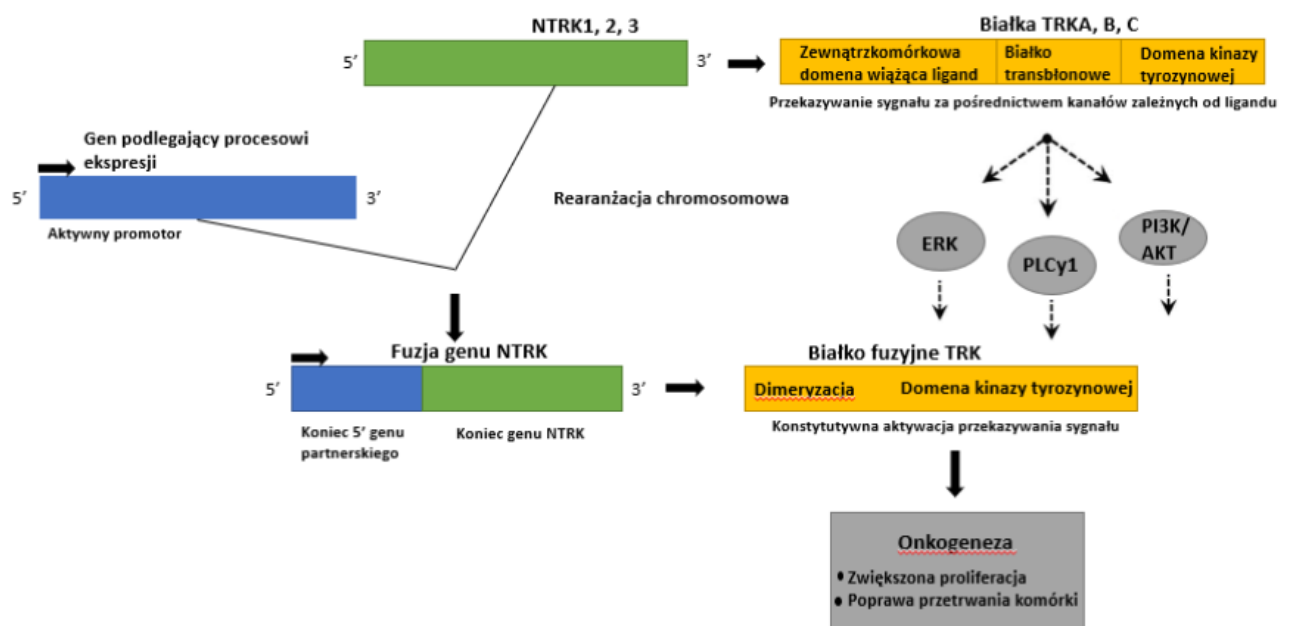 NTRK1, 2, 3
5′
3′
Białka TRKA, B, C
Zewnątrzkomórkowa
domena wiążąca ligand
Białko
transbłonowe
Domena kinazy
tyrozynowej
Przekazywanie sygnału za pośrednictwem kanałów zależnych od ligandu
Gen podlegający procesowi
ekspresji
5′
3′
Aktywny promotor
Rearanżacja chromosomowa
ERK
PLCy1
PI3K/
AKT
Fuzja genu NTRK
5′
3′
Koniec 5′ genu
partnerskiego
Koniec genu NTRK
Białko fuzyjne TRK
Dimeryzacja
Domena kinazy tyrozynowej
Konstytutywna aktywacja przekazywania sygnału
Onkogeneza
• Zwiększona proliferacja
• Poprawa przetrwania komórki